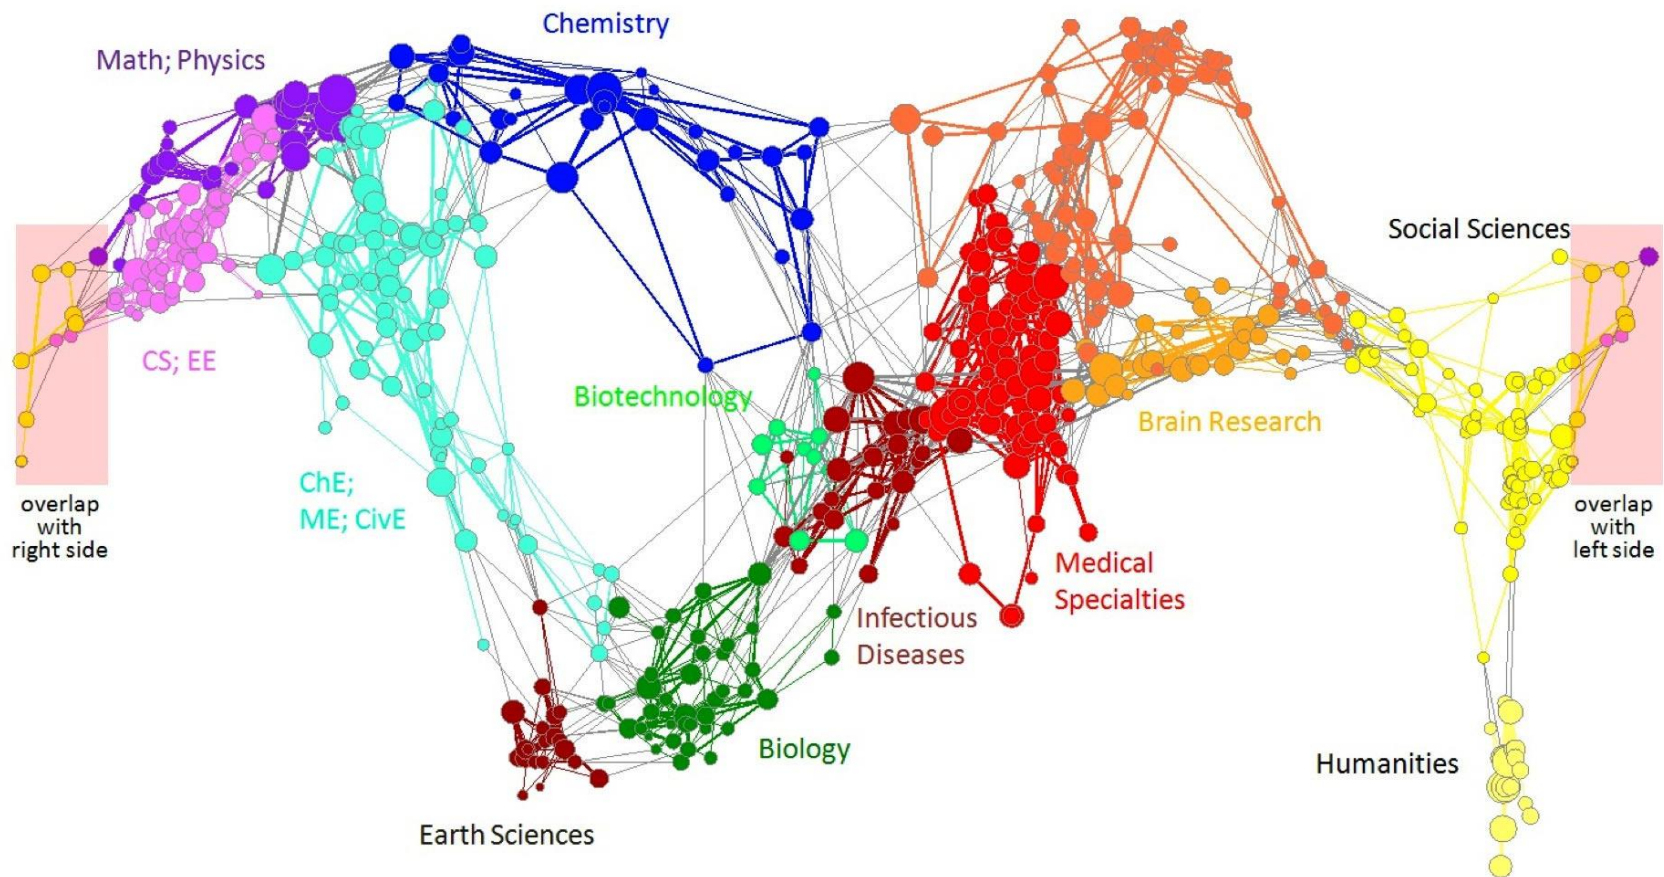 Chemistry
Math; Physics
Social Sciences
CS; EE
Biotechnology
Brain Research
ChE;
ME; CivE
overlap
with
right side
overlap
with
left side
Medical
Specialties
Infectious
Diseases
Biology
Humanities
Earth Sciences